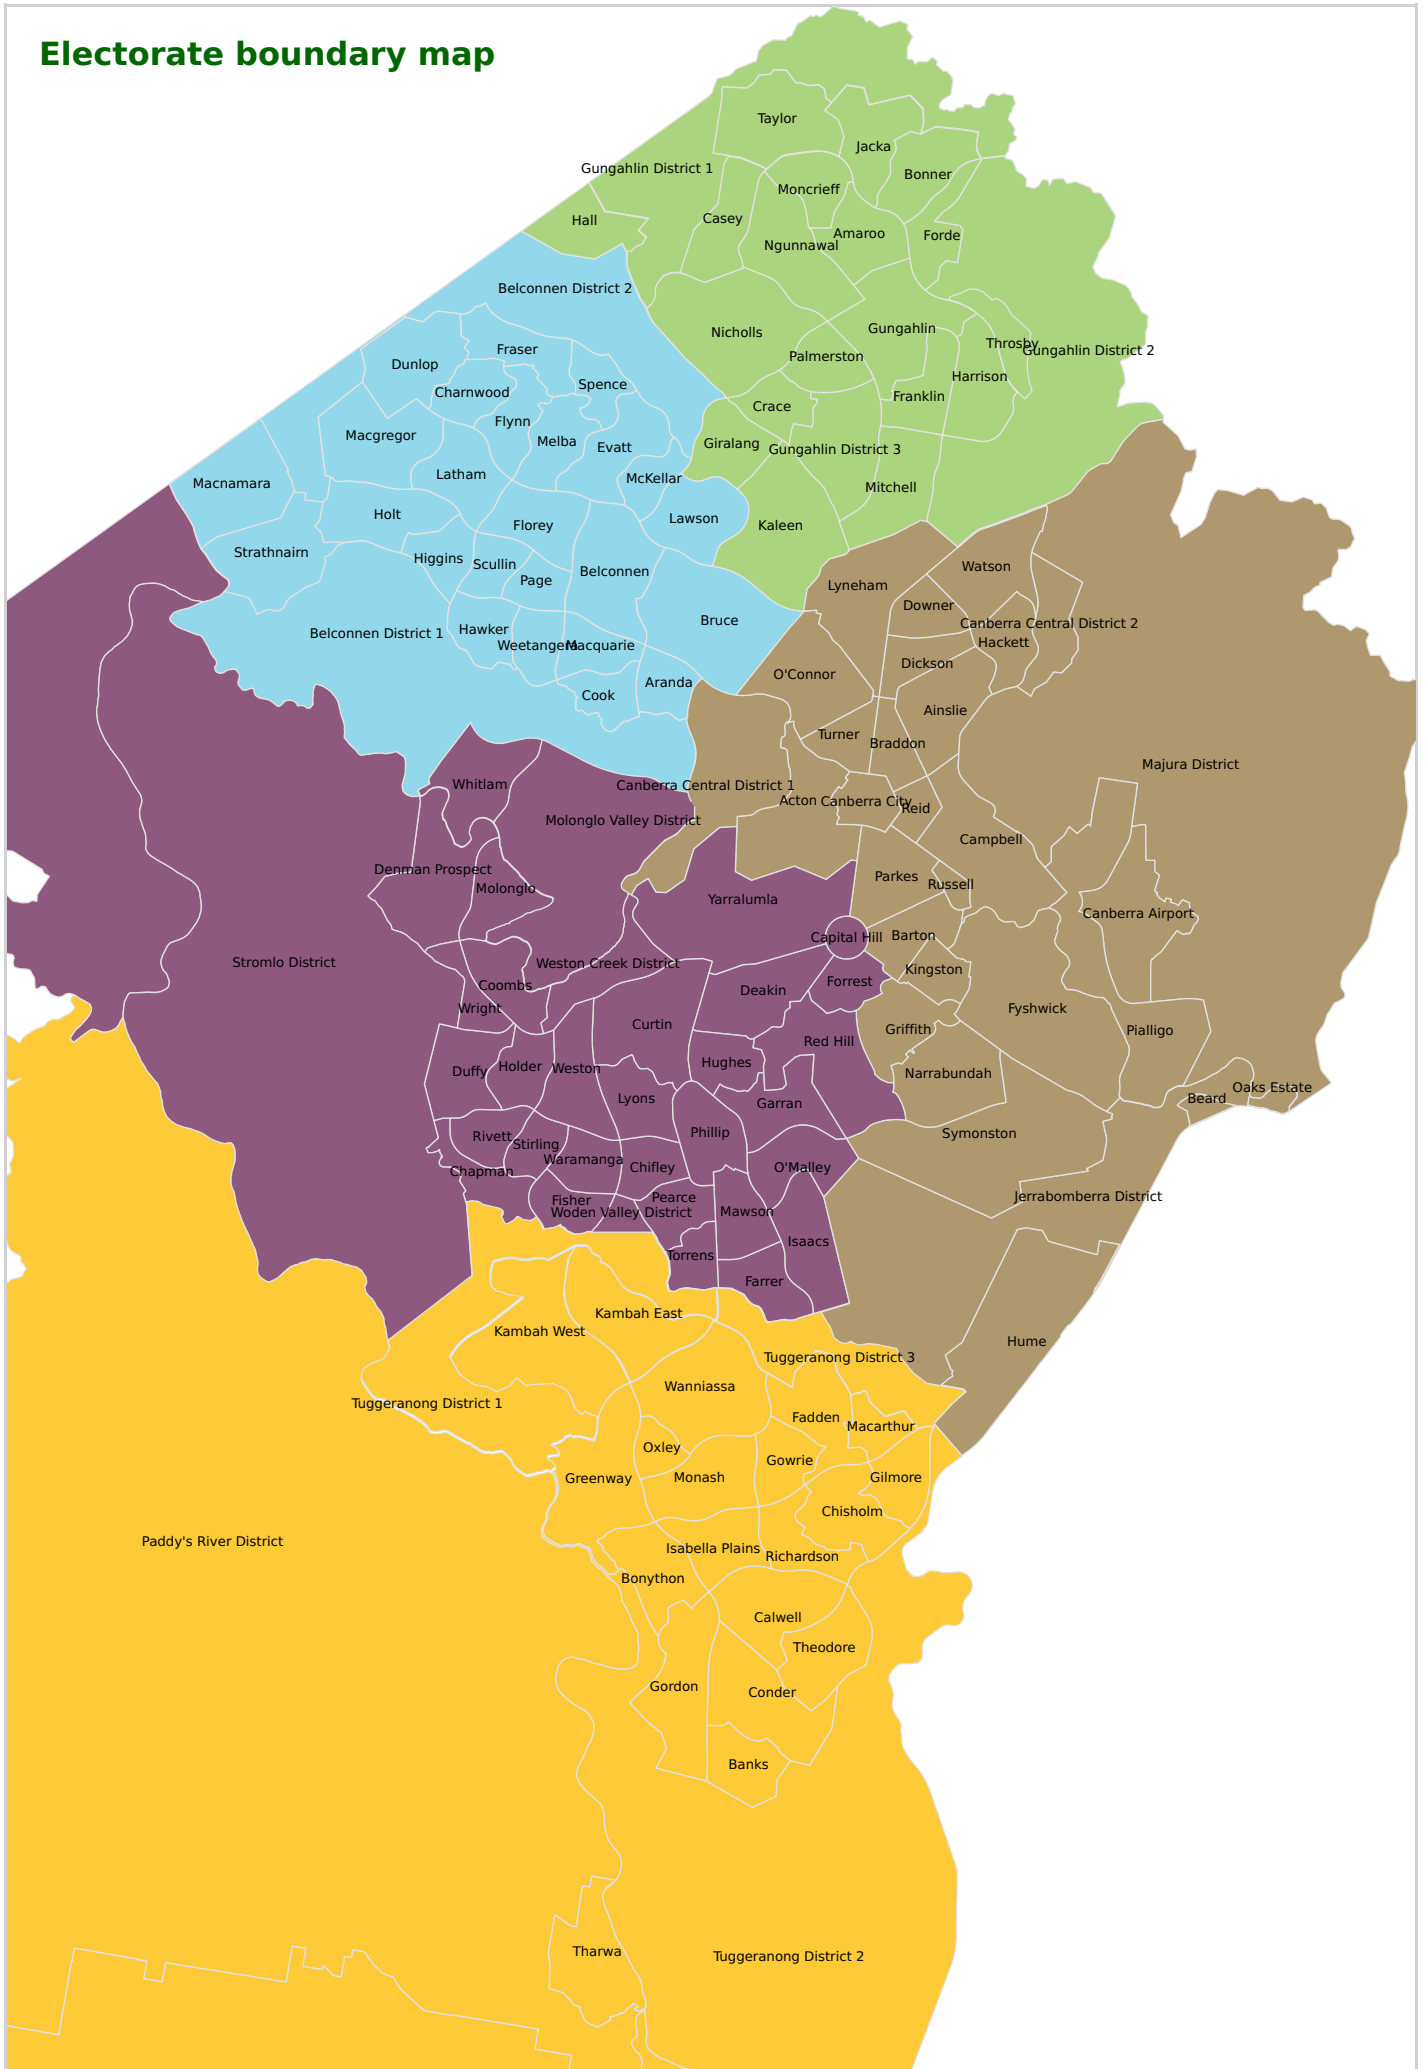 Electorate boundary map
Taylor
Jacka
Gungahlin District 1
Bonner
Moncrieff
Hall
Casey
Amaroo
Forde
Ngunnawal
Belconnen District 2
Gungahlin
Nicholls
Throsby
Fraser
Gungahlin District 2
Palmerston
Dunlop
Harrison
Spence
Charnwood
Franklin
Crace
Flynn
Macgregor
Melba
Giralang
Evatt
Gungahlin District 3
Latham
McKellar
Macnamara
Mitchell
Holt
Lawson
Florey
Kaleen
Strathnairn
Higgins
Scullin
Watson
Belconnen
Page
Lyneham
Downer
Bruce
Canberra Central District 2
Hawker
Belconnen District 1
Hackett
Weetangera
Macquarie
Dickson
O'Connor
Aranda
Cook
Ainslie
Turner
Braddon
Majura District
Whitlam
Canberra Central District 1
Acton
Canberra City
Reid
Molonglo Valley District
Campbell
Denman Prospect
Parkes
Russell
Molonglo
Yarralumla
Canberra Airport
Barton
Capital Hill
Stromlo District
Weston Creek District
Kingston
Forrest
Coombs
Deakin
Wright
Fyshwick
Curtin
Griffith
Pialligo
Red Hill
Hughes
Holder
Weston
Duffy
Narrabundah
Oaks Estate
Lyons
Beard
Garran
Phillip
Symonston
Rivett
Stirling
Waramanga
Chifley
O'Malley
Chapman
Jerrabomberra District
Pearce
Fisher
Woden Valley District
Mawson
Isaacs
Torrens
Farrer
Kambah East
Kambah West
Hume
Tuggeranong District 3
Wanniassa
Tuggeranong District 1
Fadden
Macarthur
Oxley
Gowrie
Greenway
Monash
Gilmore
Chisholm
Paddy's River District
Isabella Plains
Richardson
Bonython
Calwell
Theodore
Gordon
Conder
Banks
Tharwa
Tuggeranong District 2